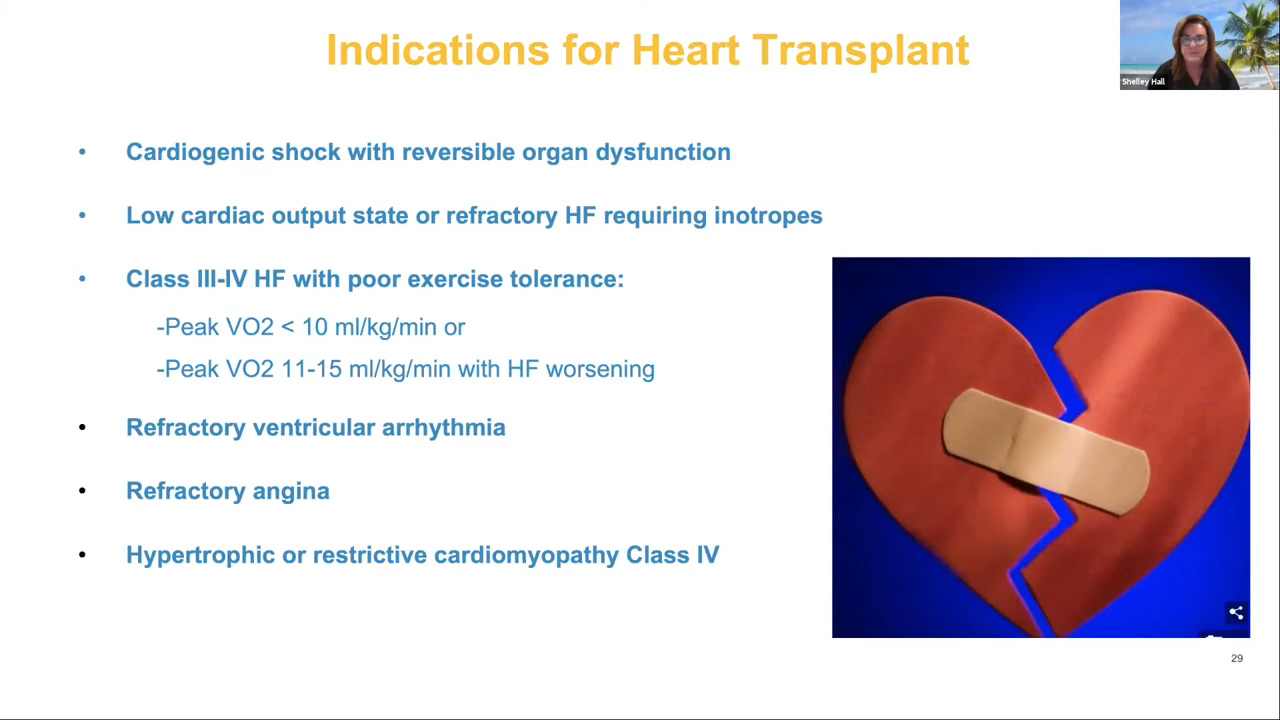 Indications for Heart Transplant
Shelley Hall
• Cardiogenic shock with reversible organ dysfunction
• Low cardiac output state or refractory HF requiring inotropes
• Class III-IV HF with poor exercise tolerance:
-Peak VO2 < 10 ml/kg/min or
-Peak VO2 11-15 ml/kg/min with HF worsening
• Refractory ventricular arrhythmia
• Refractory angina
• Hypertrophic or restrictive cardiomyopathy Class IV
29